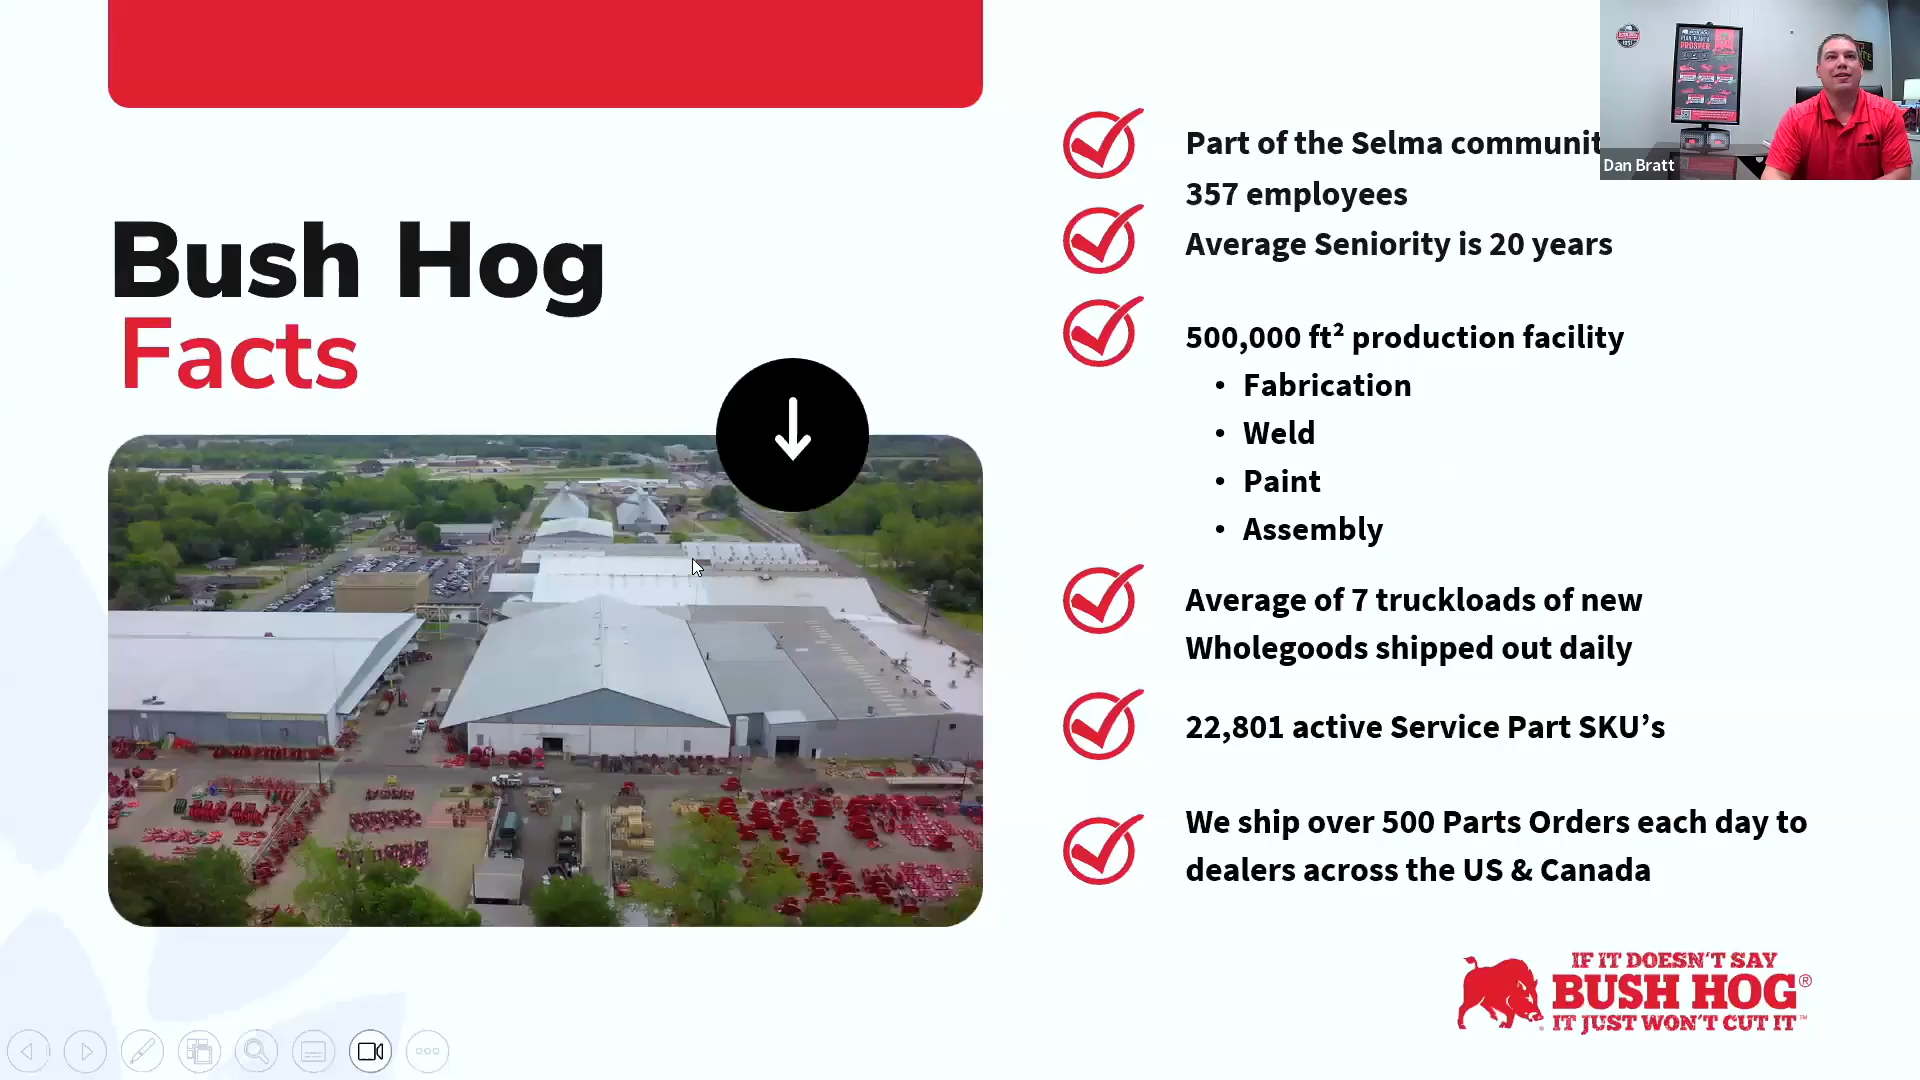 Bush Hog
Facts
Part of the Selma communit
357 employees
Average Seniority is 20 years
500,000 ft² production facility
• Fabrication
• Weld
• Paint
• Assembly
Average of 7 truckloads of new
Wholegoods shipped out daily
22,801 active Service Part SKU’s
We ship over 500 Parts Orders each day to
dealers across the US & Canada
IF IT DOESN'T SAY
BUSH HOG®
IT JUST WON'T CUT IT™
PROSPER
Dan Bratt